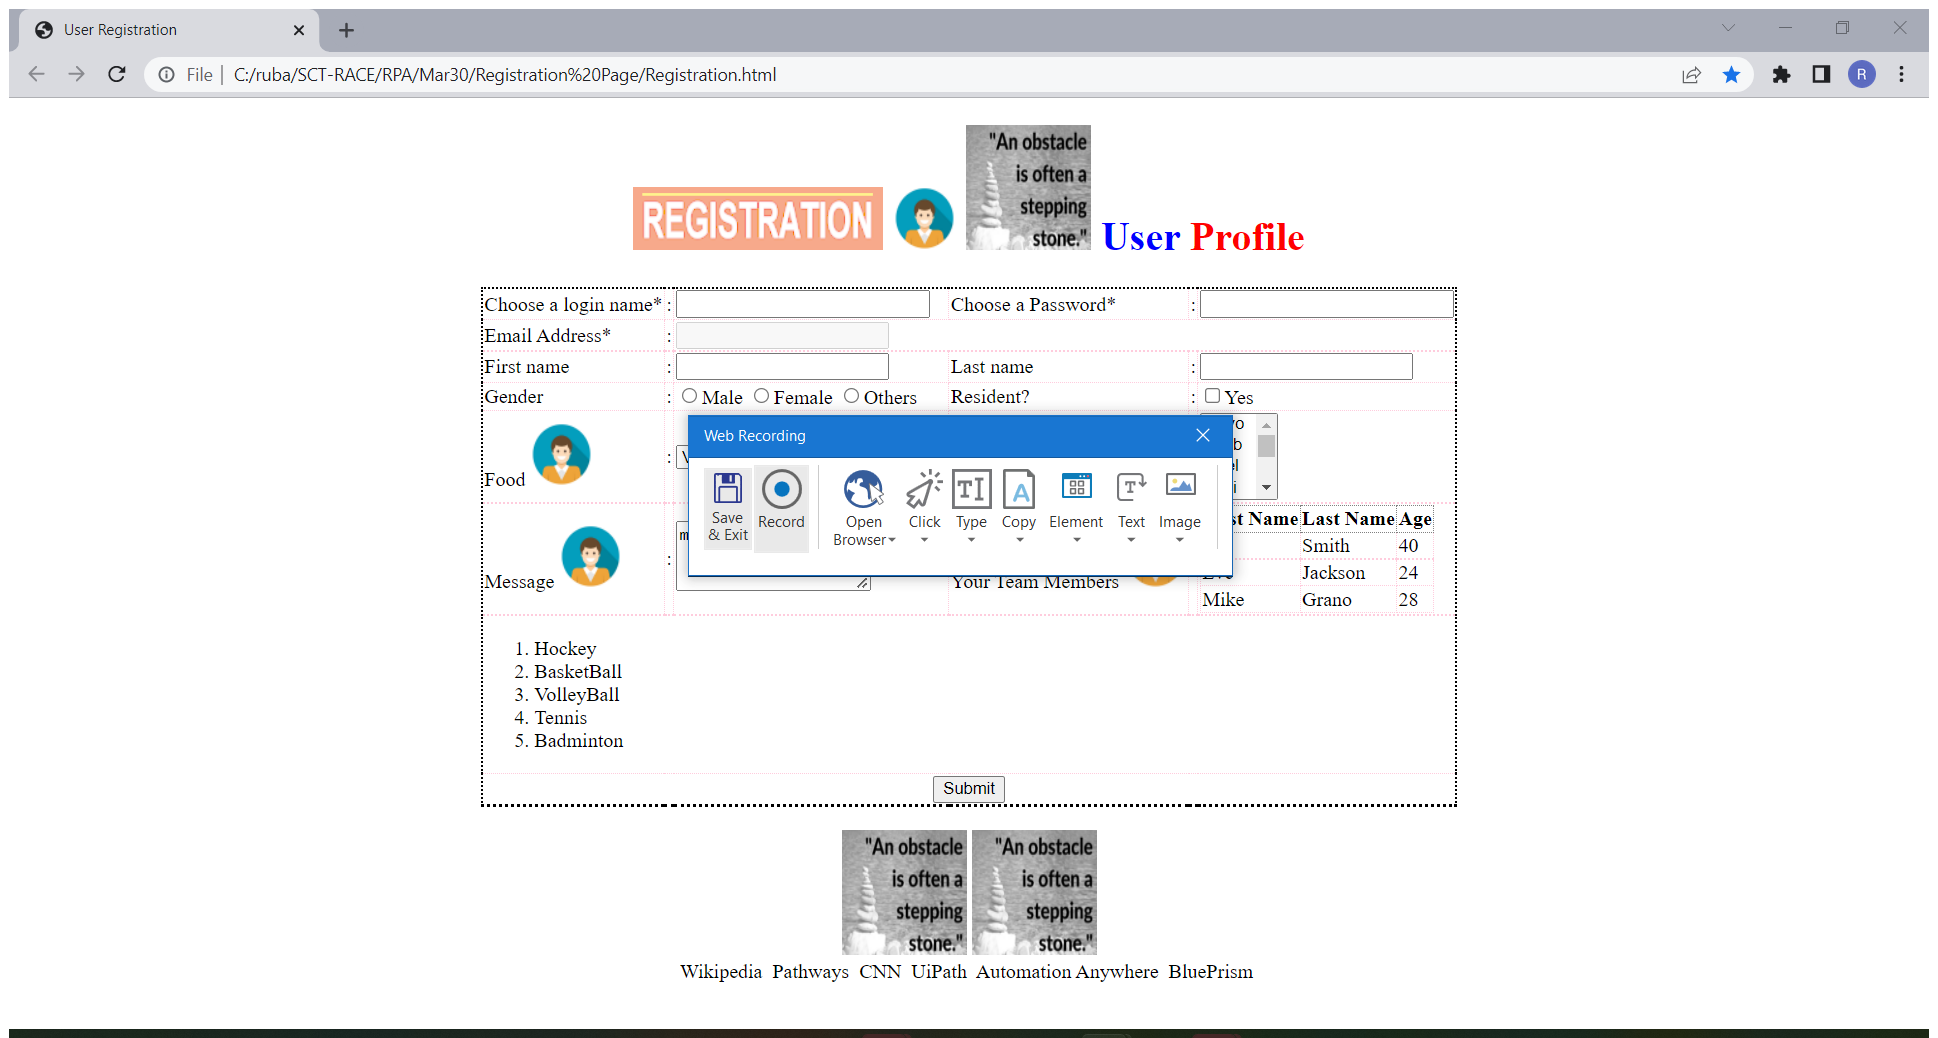 User Registration
File | C:/ruba/SCT-RACE/RPA/Mar30/Registration%20Page/Registration.html
R
"An obstacle
is often a
stepping
stone."
REGISTRATION
User Profile
Choose a login name* :
Choose a Password* :
Email Address* :
First name :
Last name :
Gender : Male Female Others
Resident? : Yes
Web Recording
Food :
Save
& Exit
Record
Open
Browser
Click
Type
Copy
Element
Text
Image
st Name Last Name Age
Smith 40
Message :
Your Team Members
Jackson 24
Mike Grano 28
1. Hockey
2. BasketBall
3. VolleyBall
4. Tennis
5. Badminton
Submit
"An obstacle
is often a
stepping
stone."
"An obstacle
is often a
stepping
stone."
Wikipedia Pathways CNN UiPath Automation Anywhere BluePrism